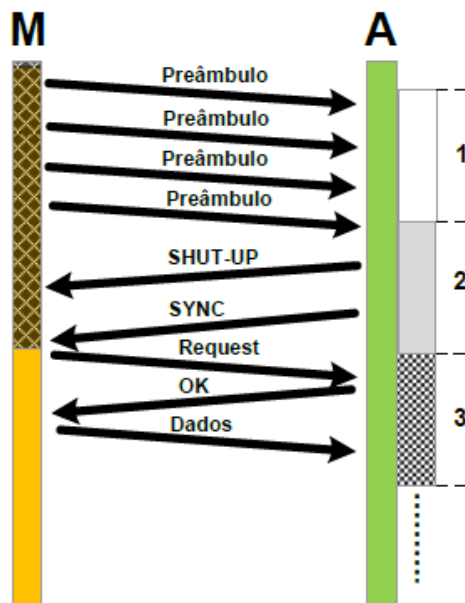 M A
Preâmbulo
Preâmbulo
1
Preâmbulo
Preâmbulo
SHUT-UP
2
SYNC
Request
OK
3
Dados